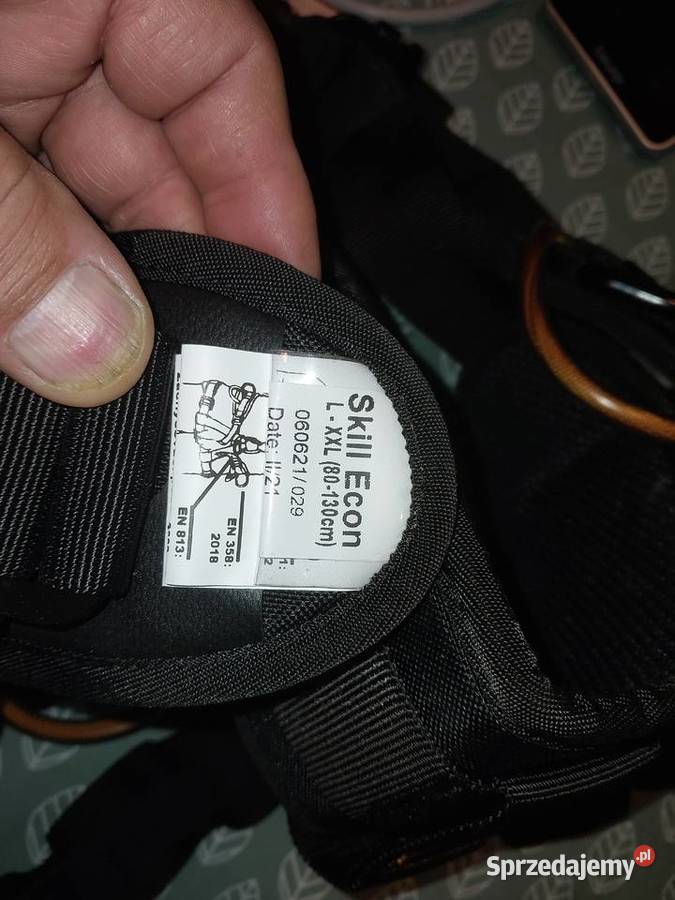 Skill Econ
L - XXL (80-130cm)
060621/029
Date: II/21
EN 358:
2018
EN 813:
Sprzedajemy.pl